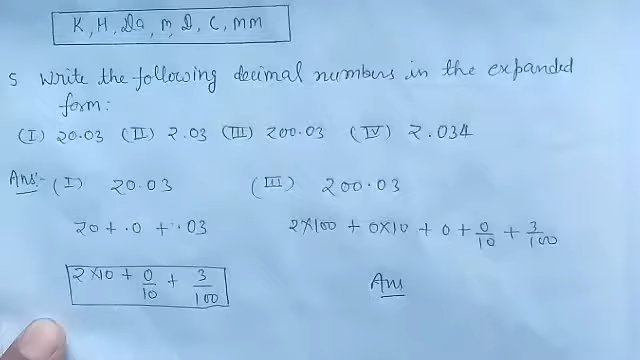 K, H, Da, m, D, C, mm
5 Write the following decimal numbers in the expanded
form:
(I) 20.03 (II) 2.03 (III) 200.03 (IV) 2.034
Ans:- (I) 20.03 (III) 200.03
20 + .0 + .03 2×100 + 0×10 + 0 + 0/10 + 3/100
2×10 + 0/10 + 3/100 Ans